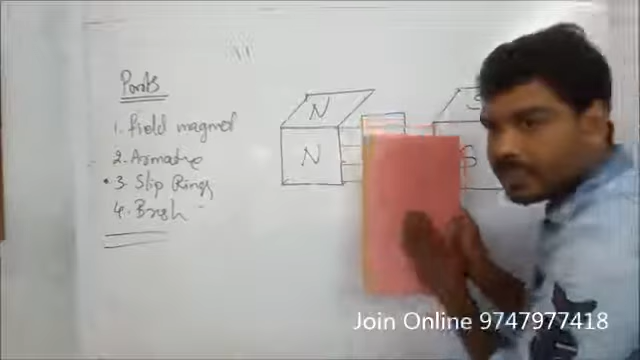 Parts
1. Field magnet
2. Armature
3. Slip Rings
4. Brush
N
N
S
S
Join Online 9747977418